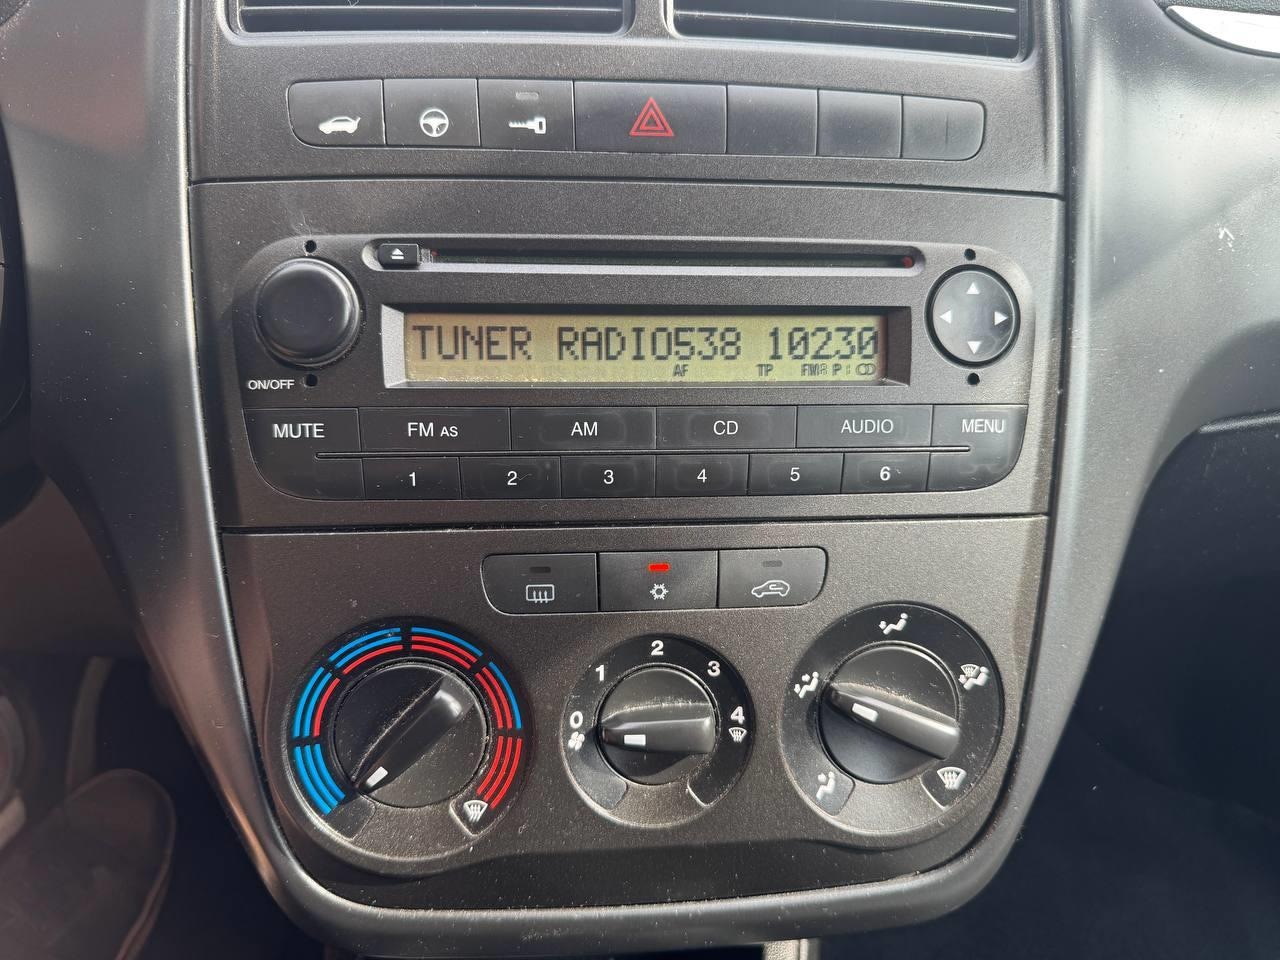 TUNER RADIO538 10230
AF TP FM P
ON/OFF
MUTE FM AS AM CD AUDIO MENU
1 2 3 4 5 6
0 1 2 3 4